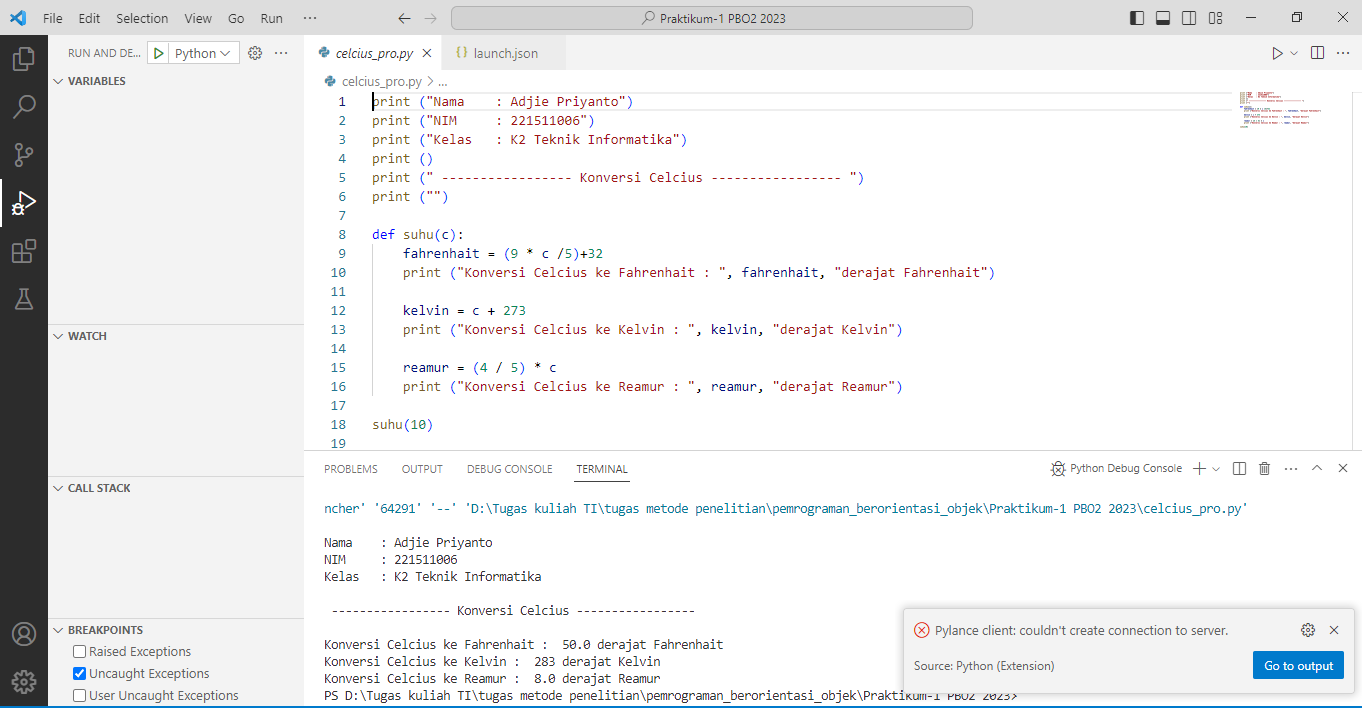 File Edit Selection View Go Run ··· Praktikum-1 PBO2 2023
RUN AND DE... Python ···
VARIABLES
WATCH
CALL STACK
BREAKPOINTS
Raised Exceptions
Uncaught Exceptions
User Uncaught Exceptions
celcius_pro.py {} launch.json
celcius_pro.py > ...
1 print ("Nama    : Adjie Priyanto")
2 print ("NIM     : 221511006")
3 print ("Kelas   : K2 Teknik Informatika")
4 print ()
5 print (" ----------------- Konversi Celcius ----------------- ")
6 print ("")
7
8 def suhu(c):
9     fahrenhait = (9 * c /5)+32
10     print ("Konversi Celcius ke Fahrenhait : ", fahrenhait, "derajat Fahrenhait")
11
12     kelvin = c + 273
13     print ("Konversi Celcius ke Kelvin : ", kelvin, "derajat Kelvin")
14
15     reamur = (4 / 5) * c
16     print ("Konversi Celcius ke Reamur : ", reamur, "derajat Reamur")
17
18 suhu(10)
19
PROBLEMS OUTPUT DEBUG CONSOLE TERMINAL Python Debug Console ···
ncher' '64291' '--' 'D:\Tugas kuliah TI\tugas metode penelitian\pemrograman_berorientasi_objek\Praktikum-1 PBO2 2023\celcius_pro.py'
Nama    : Adjie Priyanto
NIM     : 221511006
Kelas   : K2 Teknik Informatika
 ----------------- Konversi Celcius -----------------
Konversi Celcius ke Fahrenhait :  50.0 derajat Fahrenhait
Konversi Celcius ke Kelvin :  283 derajat Kelvin
Konversi Celcius ke Reamur :  8.0 derajat Reamur
PS D:\Tugas kuliah TI\tugas metode penelitian\pemrograman_berorientasi_objek\Praktikum-1 PBO2 2023>
Pylance client: couldn't create connection to server.
Source: Python (Extension) Go to output